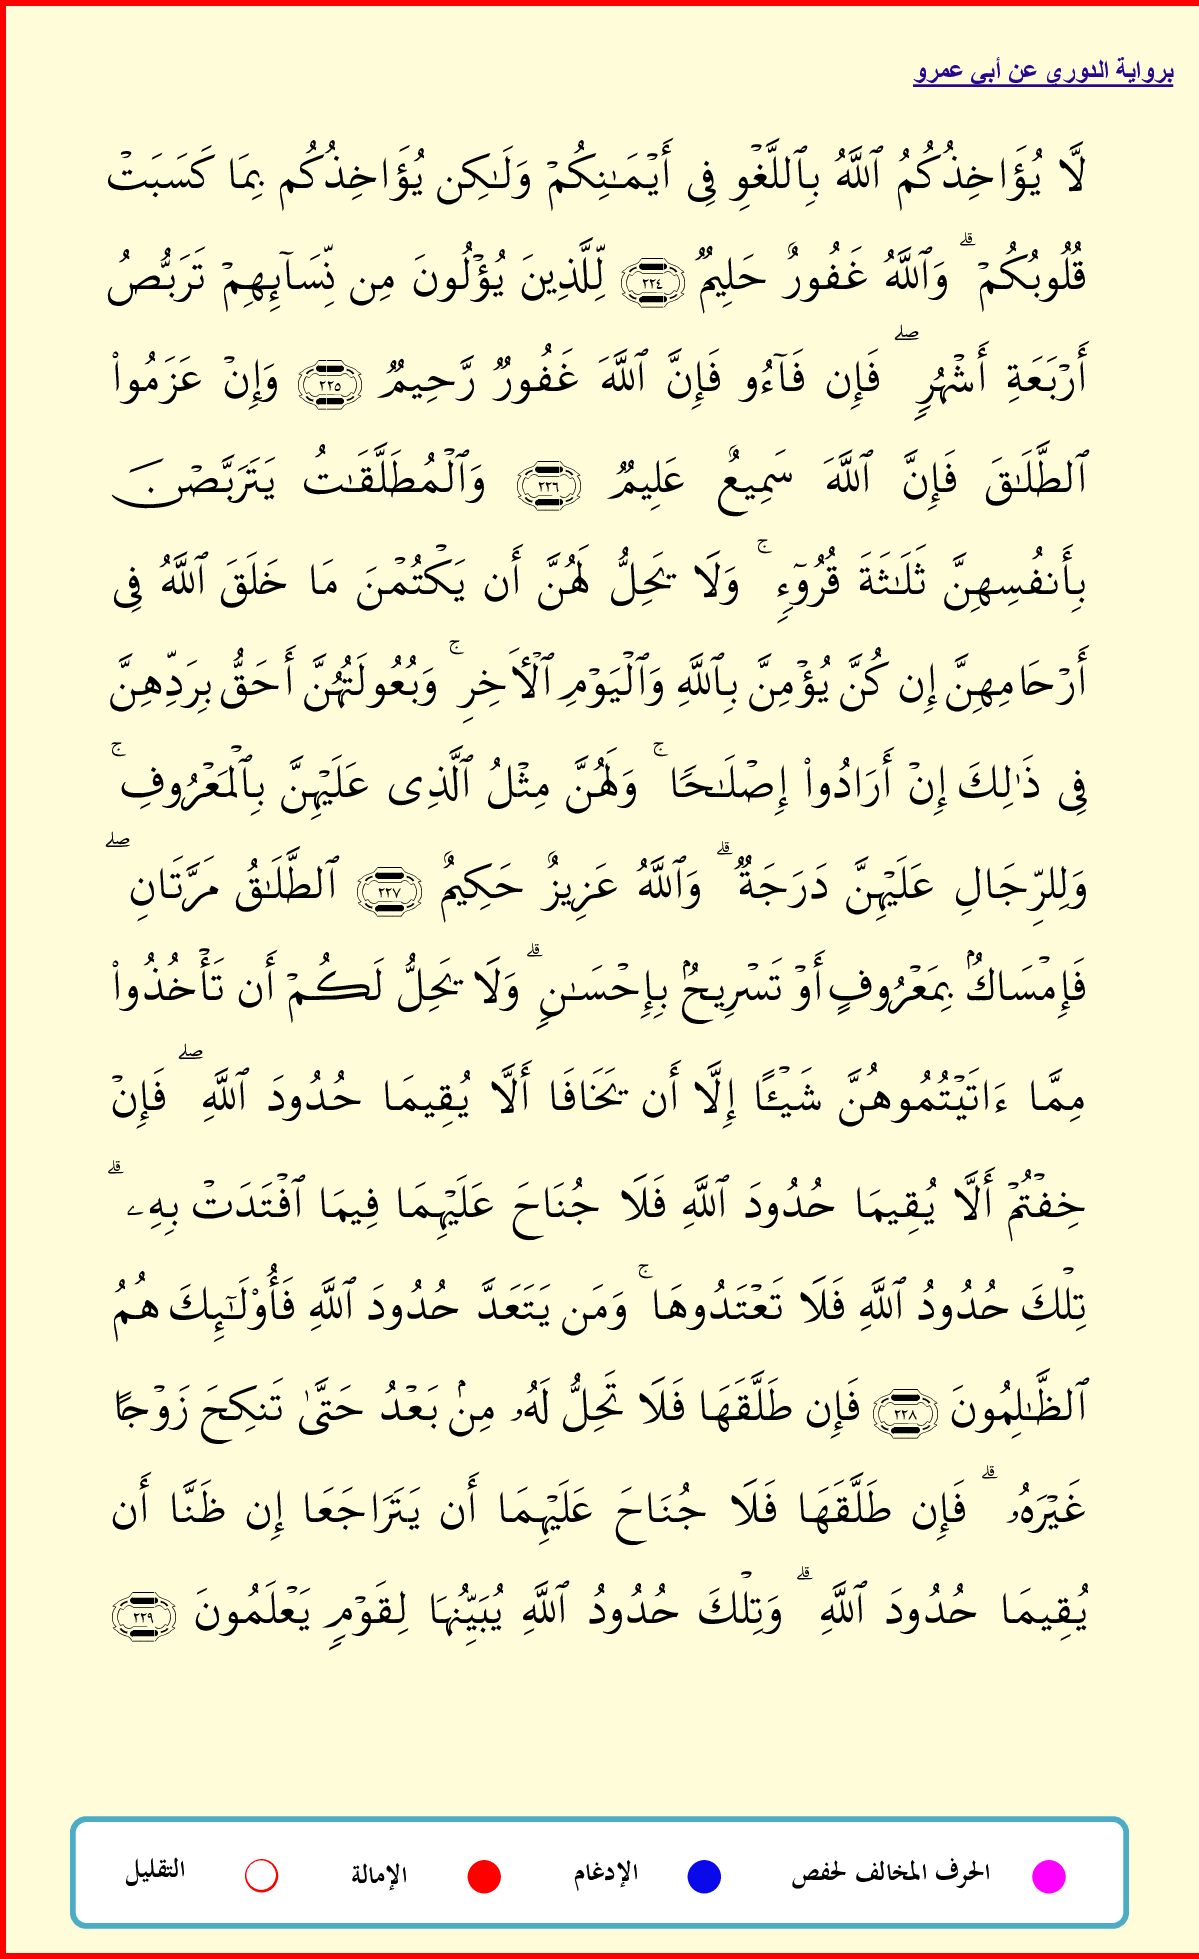 برواية الدوري عن أبي عمرو
لَّا يُؤَاخِذُكُمُ ٱللَّهُ بِٱللَّغْوِ فِى أَيْمَـٰنِكُمْ وَلَـٰكِن يُؤَاخِذُكُم بِمَا كَسَبَتْ
قُلُوبُكُمْ ۗ وَٱللَّهُ غَفُورٌ حَلِيمٌ ٢٢٤ لِّلَّذِينَ يُؤْلُونَ مِن نِّسَآئِهِمْ تَرَبُّصُ
أَرْبَعَةِ أَشْهُرٍ ۖ فَإِن فَآءُو فَإِنَّ ٱللَّهَ غَفُورٌ رَّحِيمٌ ٢٢٥ وَإِنْ عَزَمُوا۟
ٱلطَّلَـٰقَ فَإِنَّ ٱللَّهَ سَمِيعٌ عَلِيمٌ ٢٢٦ وَٱلْمُطَلَّقَـٰتُ يَتَرَبَّصْنَ
بِأَنفُسِهِنَّ ثَلَـٰثَةَ قُرُوٓءٍ ۚ وَلَا يَحِلُّ لَهُنَّ أَن يَكْتُمْنَ مَا خَلَقَ ٱللَّهُ فِى
أَرْحَامِهِنَّ إِن كُنَّ يُؤْمِنَّ بِٱللَّهِ وَٱلْيَوْمِ ٱلْأَخِرِ ۚ وَبُعُولَتُهُنَّ أَحَقُّ بِرَدِّهِنَّ
فِى ذَٰلِكَ إِنْ أَرَادُوا۟ إِصْلَـٰحًا ۚ وَلَهُنَّ مِثْلُ ٱلَّذِى عَلَيْهِنَّ بِٱلْمَعْرُوفِ ۚ
وَلِلرِّجَالِ عَلَيْهِنَّ دَرَجَةٌ ۗ وَٱللَّهُ عَزِيزٌ حَكِيمٌ ٢٢٧ ٱلطَّلَـٰقُ مَرَّتَانِ ۖ
فَإِمْسَاكٌۢ بِمَعْرُوفٍ أَوْ تَسْرِيحٌۢ بِإِحْسَـٰنٍ ۗ وَلَا يَحِلُّ لَكُمْ أَن تَأْخُذُوا۟
مِمَّا ءَاتَيْتُمُوهُنَّ شَيْـًٔا إِلَّا أَن يَخَافَا أَلَّا يُقِيمَا حُدُودَ ٱللَّهِ ۖ فَإِنْ
خِفْتُمْ أَلَّا يُقِيمَا حُدُودَ ٱللَّهِ فَلَا جُنَاحَ عَلَيْهِمَا فِيمَا ٱفْتَدَتْ بِهِۦ ۗ
تِلْكَ حُدُودُ ٱللَّهِ فَلَا تَعْتَدُوهَا ۚ وَمَن يَتَعَدَّ حُدُودَ ٱللَّهِ فَأُو۟لَـٰٓئِكَ هُمُ
ٱلظَّـٰلِمُونَ ٢٢٨ فَإِن طَلَّقَهَا فَلَا تَحِلُّ لَهُۥ مِنۢ بَعْدُ حَتَّىٰ تَنكِحَ زَوْجًا
غَيْرَهُۥ ۗ فَإِن طَلَّقَهَا فَلَا جُنَاحَ عَلَيْهِمَا أَن يَتَرَاجَعَا إِن ظَنَّا أَن
يُقِيمَا حُدُودَ ٱللَّهِ ۗ وَتِلْكَ حُدُودُ ٱللَّهِ يُبَيِّنُهَا لِقَوْمٍ يَعْلَمُونَ ٢٢٩
الحرف المخالف لحفص الإدغام الإمالة التقليل